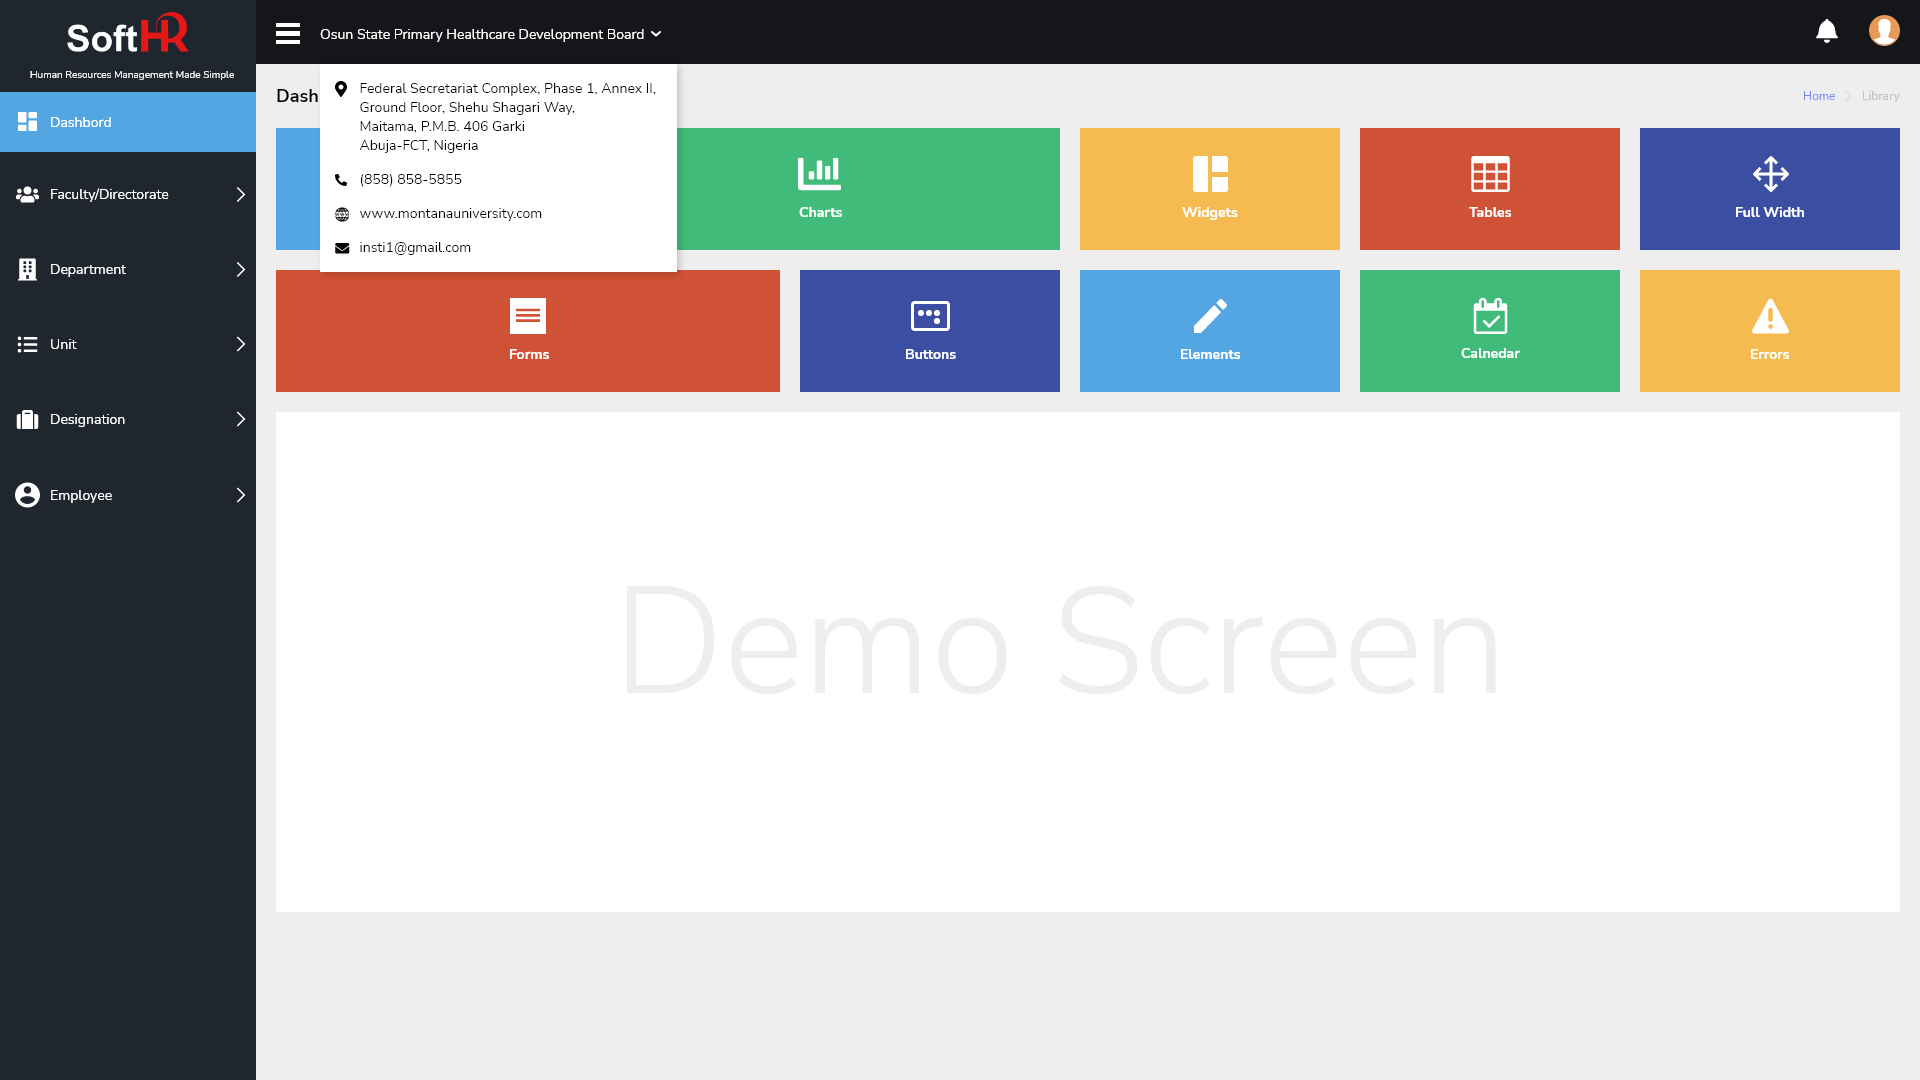 SoftHR
Human Resources Management Made Simple
Osun State Primary Healthcare Development Board
Dashbord
Faculty/Directorate
Department
Unit
Designation
Employee
Dash
Home
Library
Federal Secretariat Complex, Phase 1, Annex II,
Ground Floor, Shehu Shagari Way,
Maitama, P.M.B. 406 Garki
Abuja-FCT, Nigeria
(858) 858-5855
www.montanauniversity.com
insti1@gmail.com
Charts
Widgets
Tables
Full Width
Forms
Buttons
Elements
Calnedar
Errors
Demo Screen